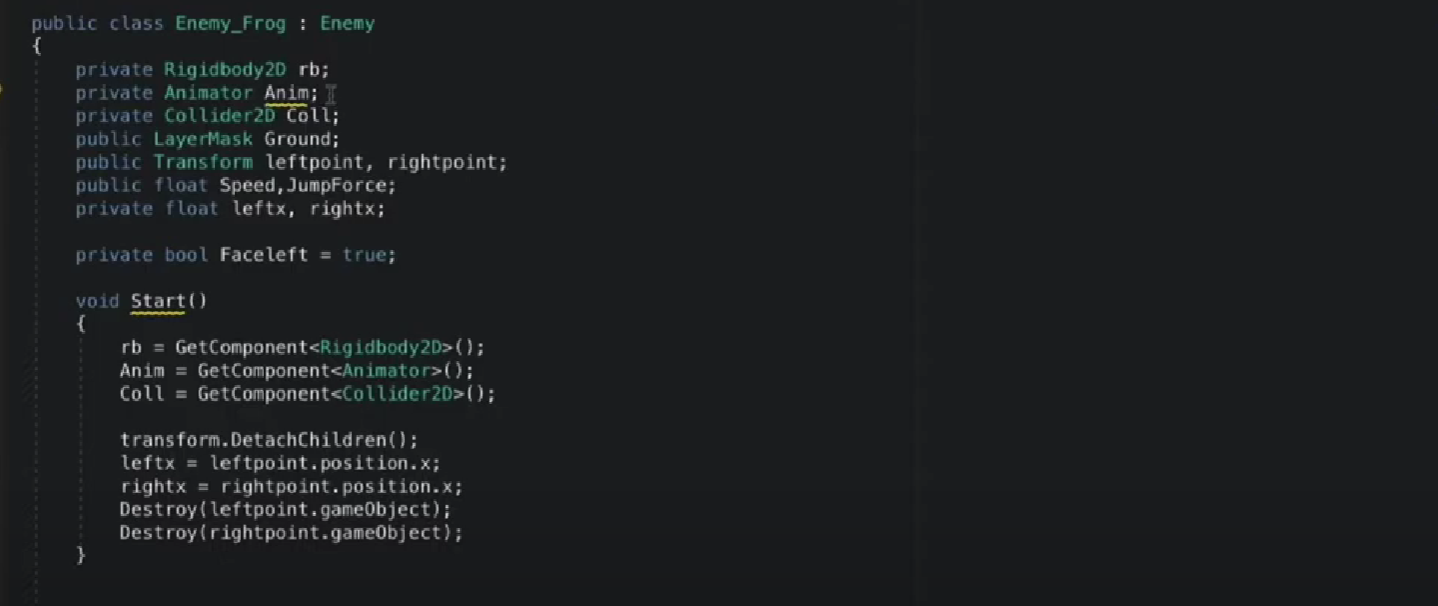 public class Enemy_Frog : Enemy
{
private Rigidbody2D rb;
private Animator Anim;
private Collider2D Coll;
public LayerMask Ground;
public Transform leftpoint, rightpoint;
public float Speed,JumpForce;
private float leftx, rightx;
private bool Faceleft = true;
void Start()
{
rb = GetComponent<Rigidbody2D>();
Anim = GetComponent<Animator>();
Coll = GetComponent<Collider2D>();
transform.DetachChildren();
leftx = leftpoint.position.x;
rightx = rightpoint.position.x;
Destroy(leftpoint.gameObject);
Destroy(rightpoint.gameObject);
}